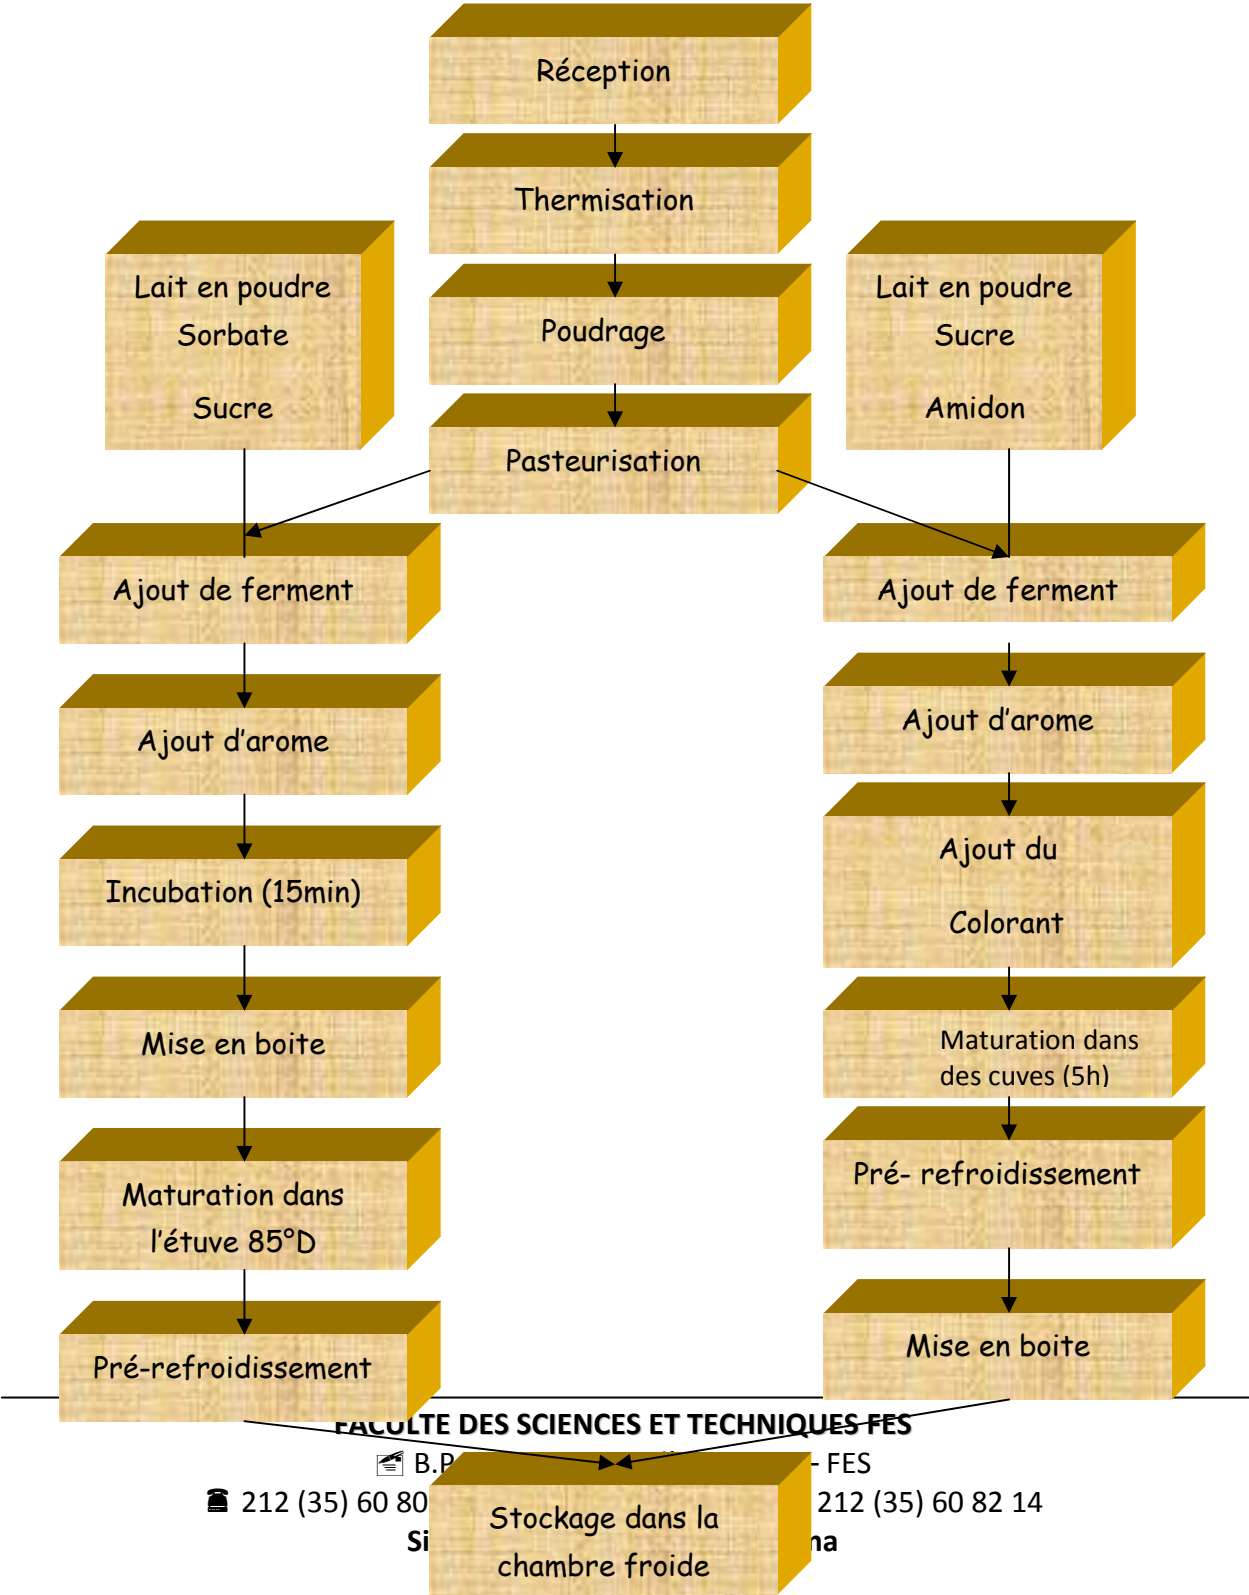 Réception
Thermisation
Poudrage
Pasteurisation
Lait en poudre
Sorbate
Sucre
Ajout de ferment
Ajout d'arome
Incubation (15min)
Mise en boite
Maturation dans
l'étuve 85°D
Pré-refroidissement
Lait en poudre
Sucre
Amidon
Ajout de ferment
Ajout d'arome
Ajout du
Colorant
Maturation dans
des cuves (5h)
Pré- refroidissement
Mise en boite
Stockage dans la
chambre froide
FACULTE DES SCIENCES ET TECHNIQUES FES
B.P - FES
212 (35) 60 80 212 (35) 60 82 14